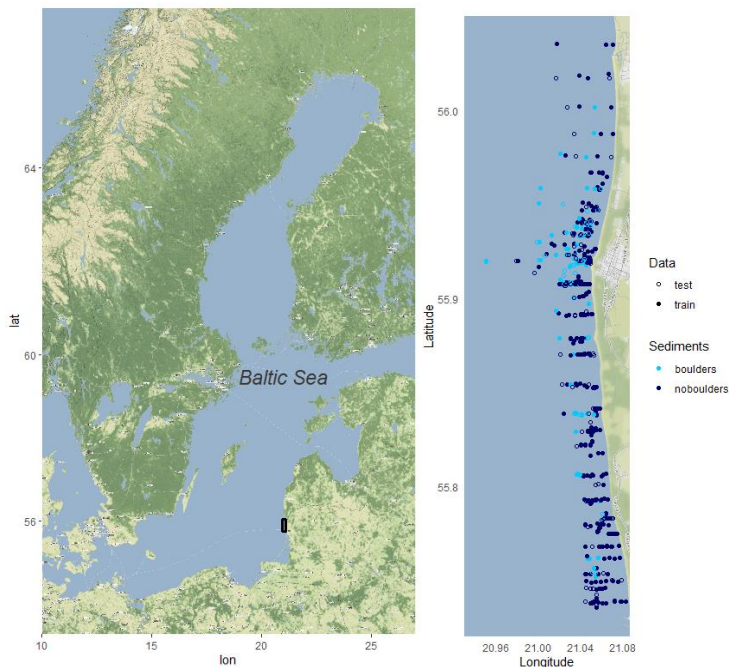 64
60
56
lat
10
15
20
25
lon
Baltic Sea
56.0
55.9
55.8
Latitude
20.96
21.00
21.04
21.08
Longitude
Data
test
train
Sediments
boulders
noboulders